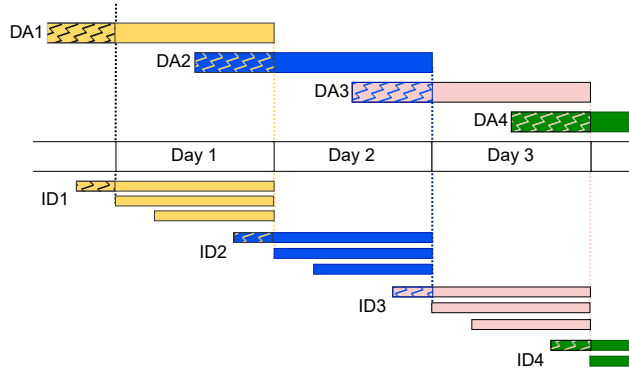 DA1
DA2
DA3
DA4
Day 1 Day 2 Day 3
ID1
ID2
ID3
ID4